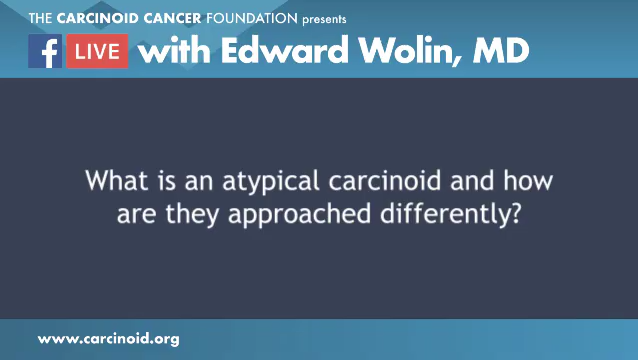 THE CARCINOID CANCER FOUNDATION presents
f LIVE with Edward Wolin, MD
What is an atypical carcinoid and how
are they approached differently?
www.carcinoid.org